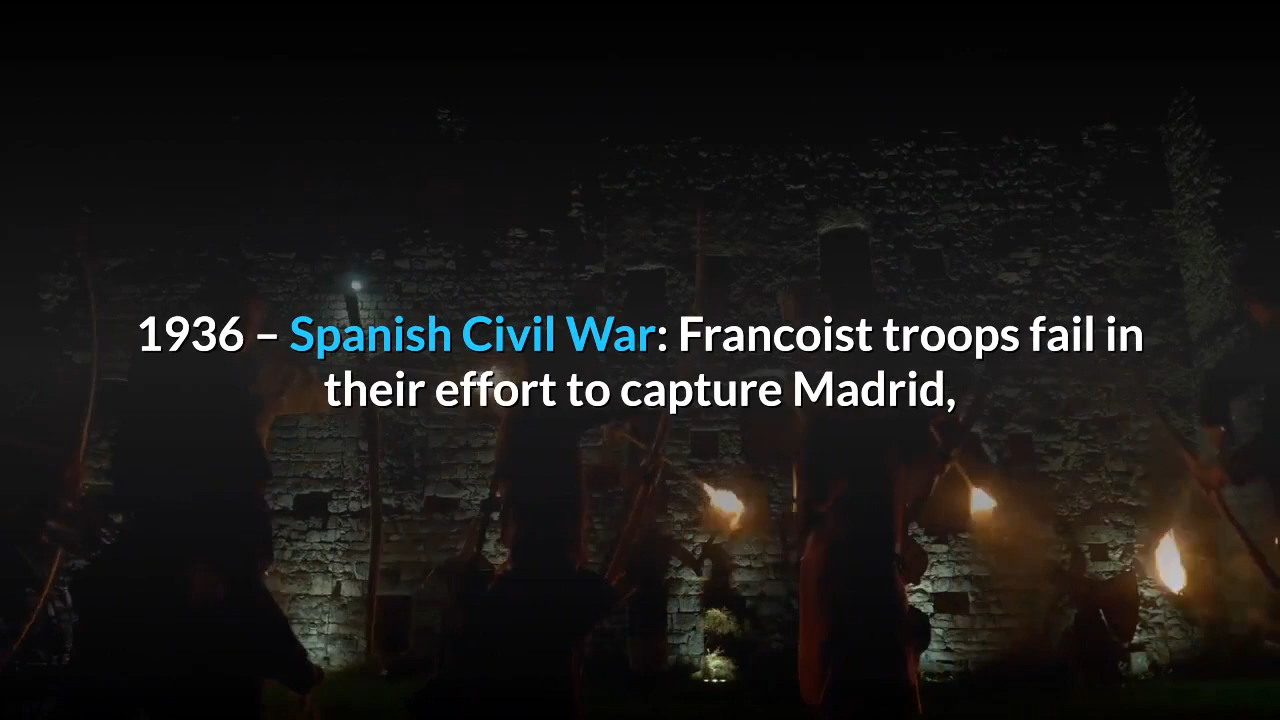 1936 – Spanish Civil War: Francoist troops fail in
their effort to capture Madrid,